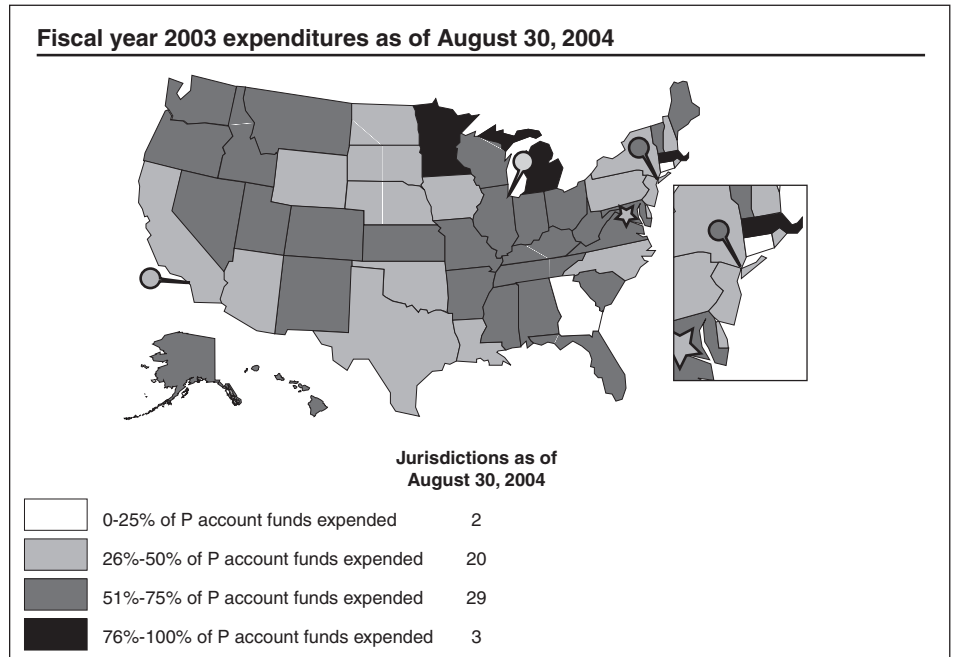 Fiscal year 2003 expenditures as of August 30, 2004
Jurisdictions as of
August 30, 2004
0-25% of P account funds expended 2
26%-50% of P account funds expended 20
51%-75% of P account funds expended 29
76%-100% of P account funds expended 3